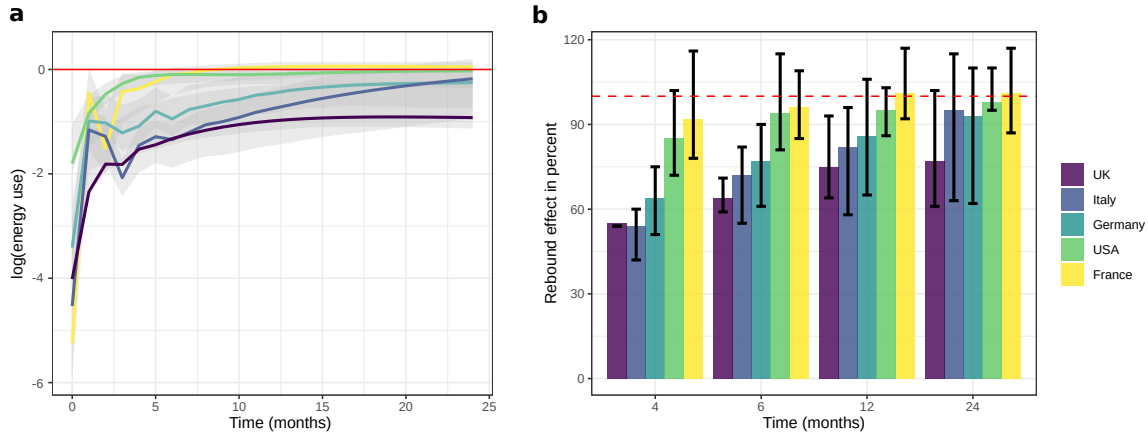 a
log(energy use)
0
-2
-4
-6
0
5
10
15
20
25
Time (months)
b
Rebound effect in percent
120
90
60
30
0
4
6
12
24
Time (months)
UK
Italy
Germany
USA
France